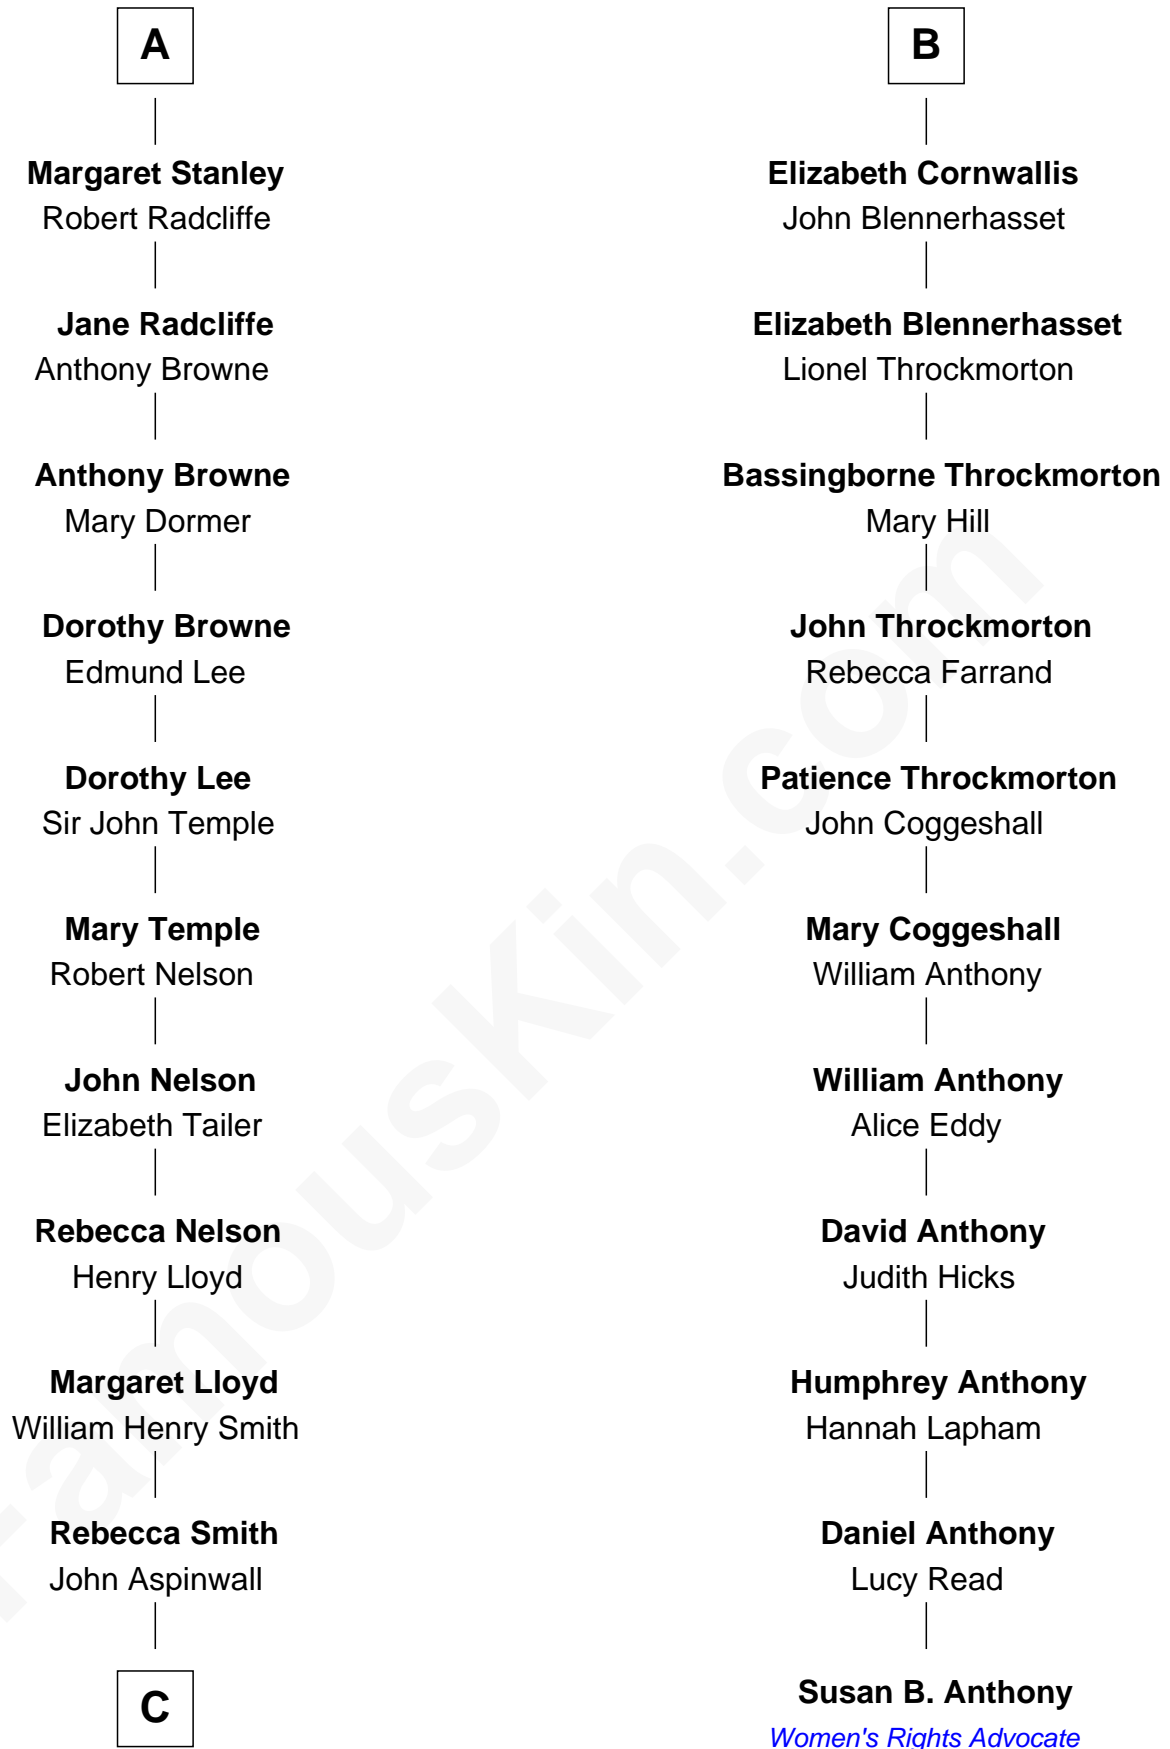 A
Margaret Stanley
Robert Radcliffe
Jane Radcliffe
Anthony Browne
Anthony Browne
Mary Dormer
Dorothy Browne
Edmund Lee
Dorothy Lee
Sir John Temple
Mary Temple
Robert Nelson
John Nelson
Elizabeth Tailer
Rebecca Nelson
Henry Lloyd
Margaret Lloyd
William Henry Smith
Rebecca Smith
John Aspinwall
C
B
Elizabeth Cornwallis
John Blennerhasset
Elizabeth Blennerhasset
Lionel Throckmorton
Bassingborne Throckmorton
Mary Hill
John Throckmorton
Rebecca Farrand
Patience Throckmorton
John Coggeshall
Mary Coggeshall
William Anthony
William Anthony
Alice Eddy
David Anthony
Judith Hicks
Humphrey Anthony
Hannah Lapham
Daniel Anthony
Lucy Read
Susan B. Anthony
Women's Rights Advocate
FamousKin.com